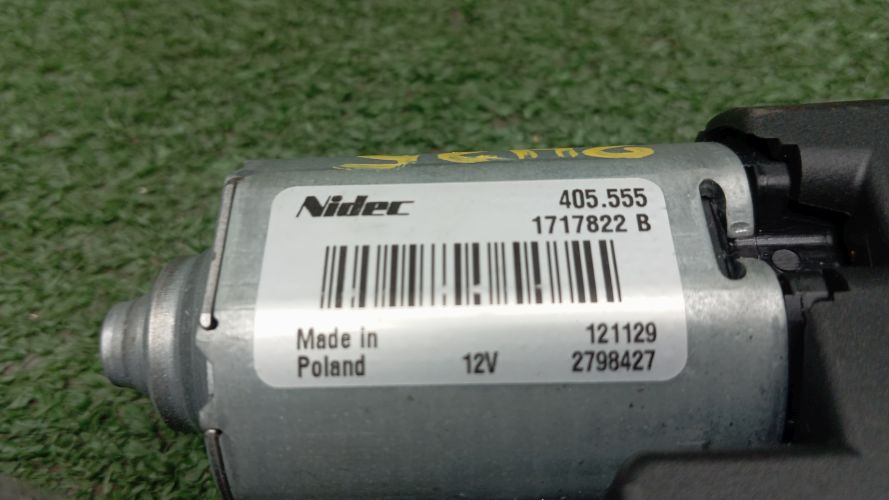 Nidec 405.555
1717822 B
Made in 121129
Poland 12V 2798427